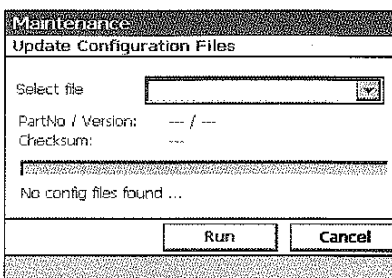 Maintenance
Update Configuration Files
Select file
PartNo / Version: --- / ---
Checksum: ---
No config files found ...
Run Cancel